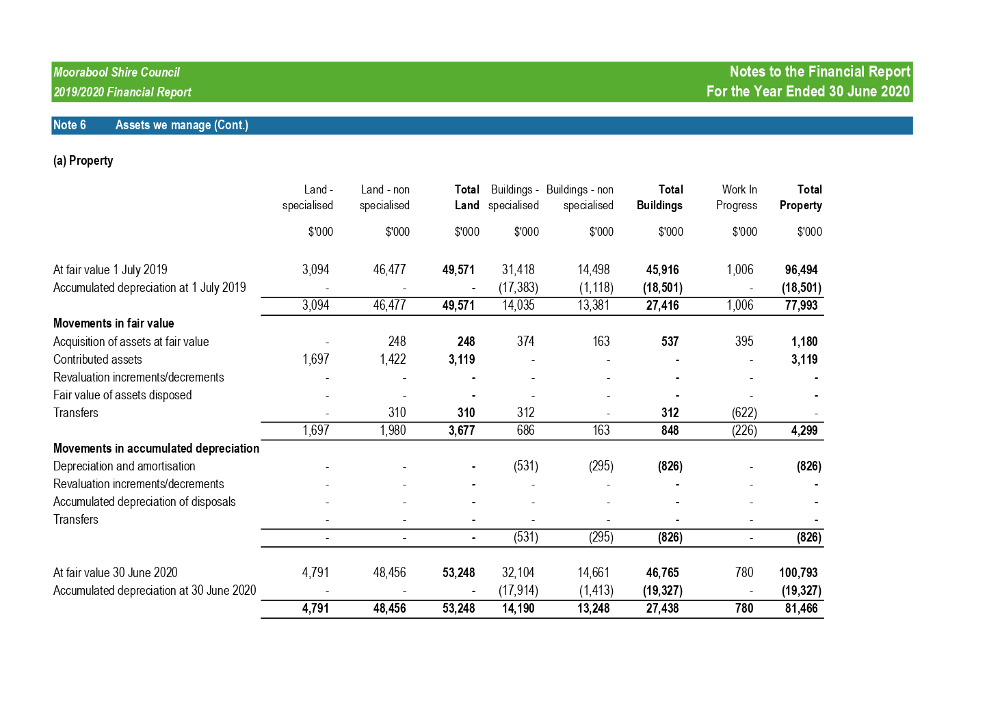 Moorabool Shire Council Notes to the Financial Report
2019/2020 Financial Report For the Year Ended 30 June 2020
Note 6 Assets we manage (Cont.)
(a) Property
Land - Land - non Total Buildings - Buildings - non Total Work In Total
specialised specialised Land specialised specialised Buildings Progress Property
$'000 $'000 $'000 $'000 $'000 $'000 $'000 $'000
At fair value 1 July 2019 3,094 46,477 49,571 31,418 14,498 45,916 1,006 96,494
Accumulated depreciation at 1 July 2019 - - - (17,383) (1,118) (18,501) - (18,501)
3,094 46,477 49,571 14,035 13,381 27,416 1,006 77,993
Movements in fair value
Acquisition of assets at fair value - 248 248 374 163 537 395 1,180
Contributed assets 1,697 1,422 3,119 - - - - 3,119
Revaluation increments/decrements - - - - - - - -
Fair value of assets disposed - - - - - - - -
Transfers - 310 310 312 - 312 (622) -
1,697 1,980 3,677 686 163 848 (226) 4,299
Movements in accumulated depreciation
Depreciation and amortisation - - - (531) (295) (826) - (826)
Revaluation increments/decrements - - - - - - - -
Accumulated depreciation of disposals - - - - - - - -
Transfers - - - - - - - -
- - - (531) (295) (826) - (826)
At fair value 30 June 2020 4,791 48,456 53,248 32,104 14,661 46,765 780 100,793
Accumulated depreciation at 30 June 2020 - - - (17,914) (1,413) (19,327) - (19,327)
4,791 48,456 53,248 14,190 13,248 27,438 780 81,466